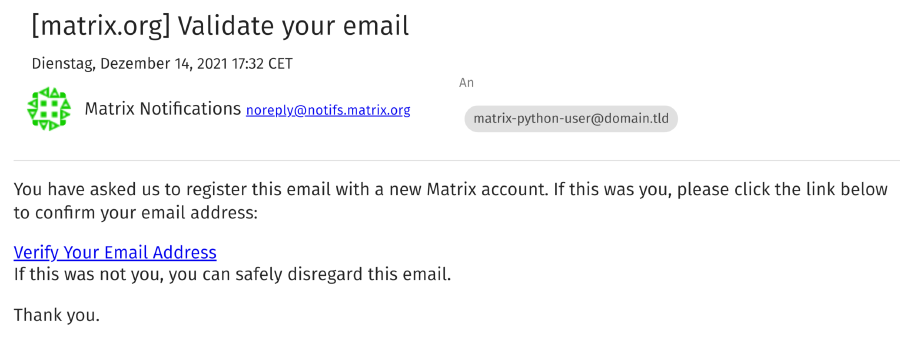 [matrix.org] Validate your email
Dienstag, Dezember 14, 2021 17:32 CET
An
Matrix Notifications noreply@notifs.matrix.org
matrix-python-user@domain.tld
You have asked us to register this email with a new Matrix account. If this was you, please click the link below
to confirm your email address:
Verify Your Email Address
If this was not you, you can safely disregard this email.
Thank you.